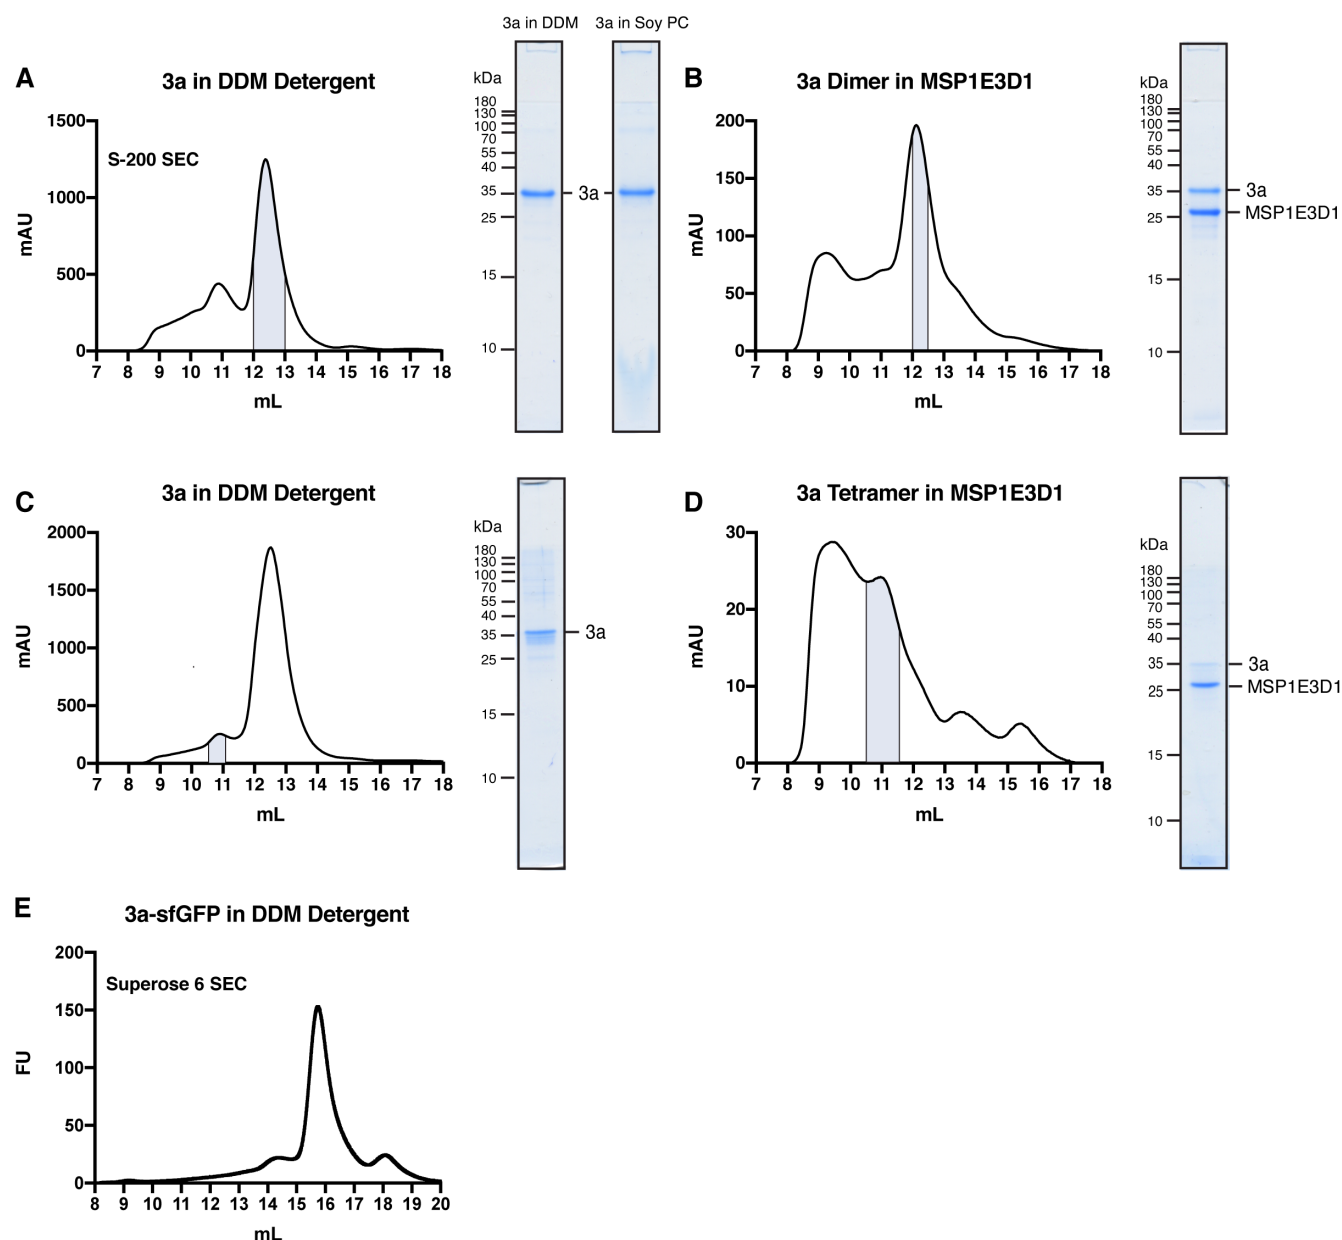 3a in DDM 3a in Soy PC
A
3a in DDM Detergent
S-200 SEC
1500
1000
500
0
mAU
7 8 9 10 11 12 13 14 15 16 17 18
mL
kDa
180
130
100
70
55
40
35
25
15
10
3a
B
3a Dimer in MSP1E3D1
200
150
100
50
0
mAU
7 8 9 10 11 12 13 14 15 16 17 18
mL
kDa
180
130
100
70
55
40
35
25
15
10
3a
MSP1E3D1
C
3a in DDM Detergent
2000
1500
1000
500
0
mAU
7 8 9 10 11 12 13 14 15 16 17 18
mL
kDa
180
130
100
70
55
40
35
25
15
10
3a
D
3a Tetramer in MSP1E3D1
30
20
10
0
mAU
7 8 9 10 11 12 13 14 15 16 17 18
mL
kDa
180
130
100
70
55
40
35
25
15
10
3a
MSP1E3D1
E
3a-sfGFP in DDM Detergent
Superose 6 SEC
200
150
100
50
0
FU
8 9 10 11 12 13 14 15 16 17 18 19 20
mL